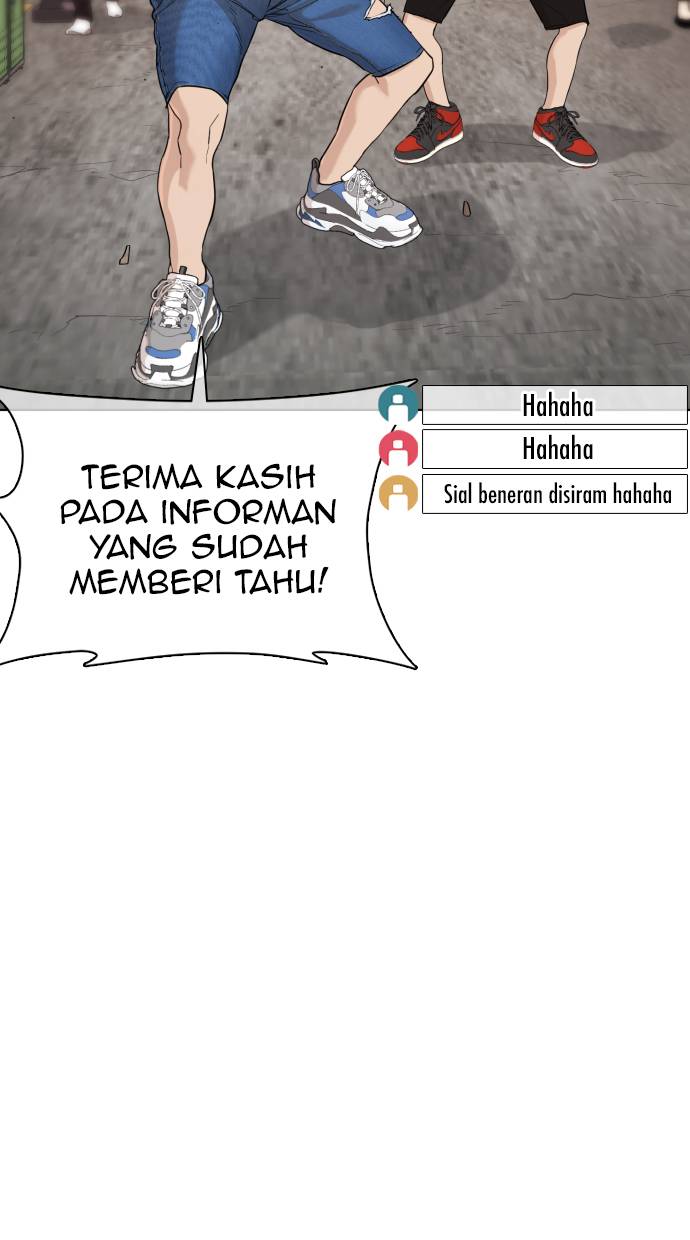 Hahaha
Hahaha
Sial beneran disiram hahaha
TERIMA KASIH
PADA INFORMAN
YANG SUDAH
MEMBERI TAHU!